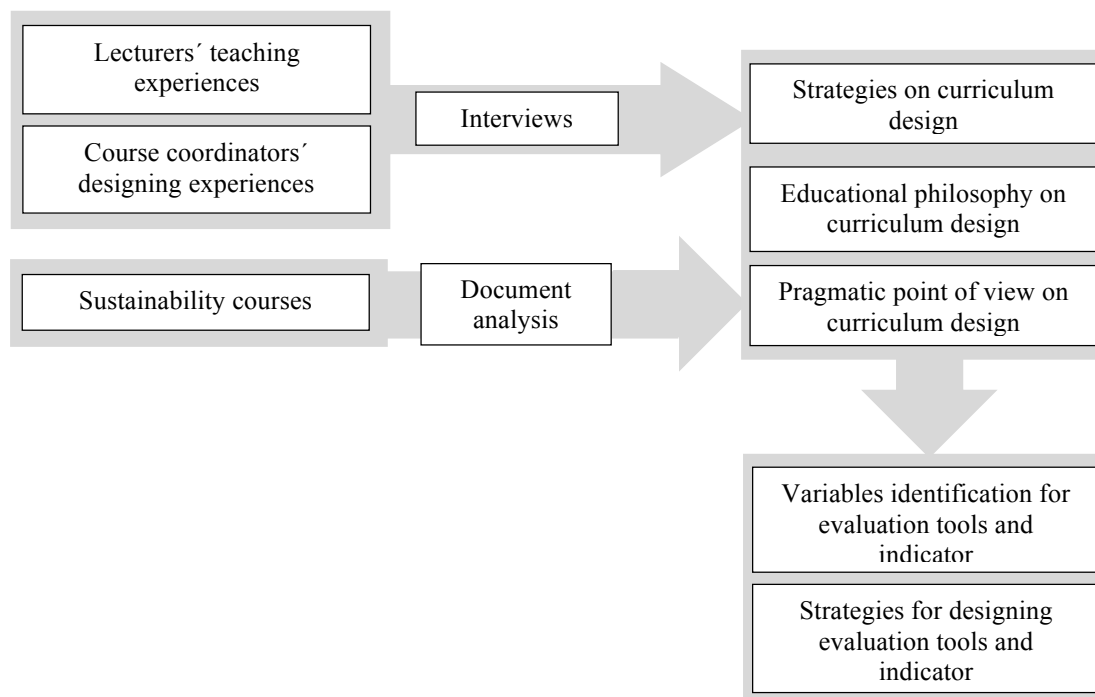 Lecturers´ teaching
experiences
Course coordinators´
designing experiences
Interviews
Strategies on curriculum
design
Educational philosophy on
curriculum design
Sustainability courses
Document
analysis
Pragmatic point of view on
curriculum design
Variables identification for
evaluation tools and
indicator
Strategies for designing
evaluation tools and
indicator